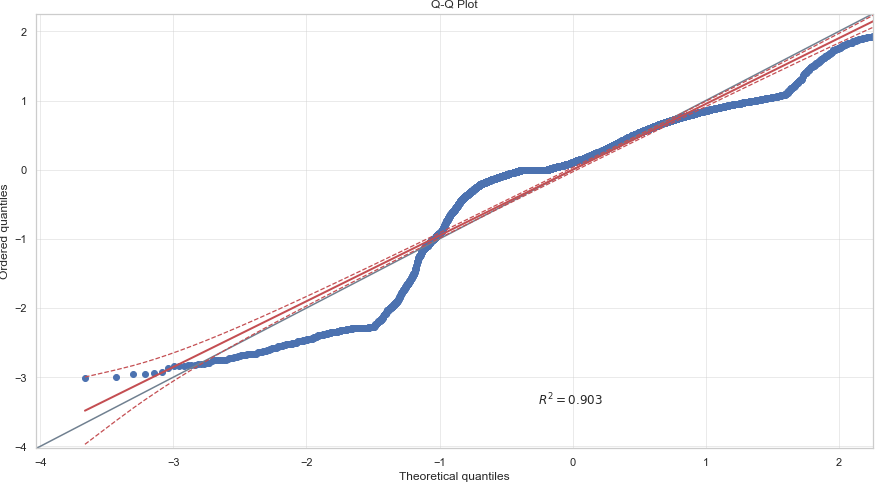 Q-Q Plot
2
1
0
−1
−2
−3
−4
Ordered quantiles
R² = 0.903
−4 −3 −2 −1 0 1 2
Theoretical quantiles